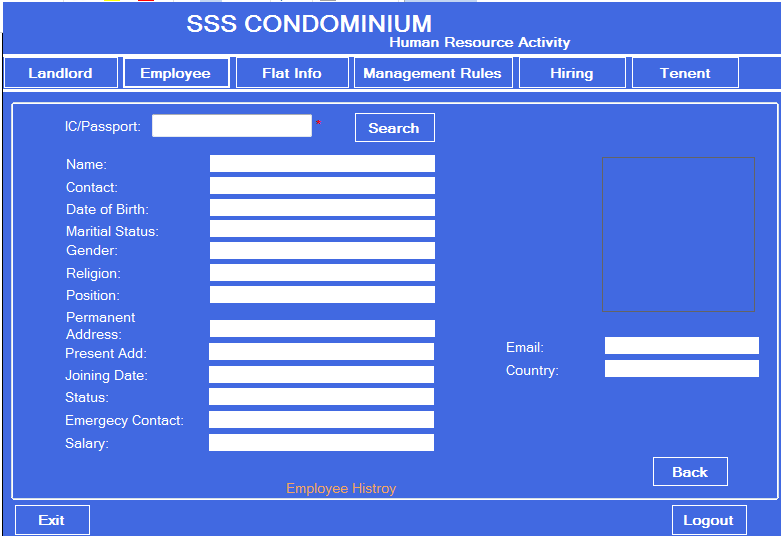 SSS CONDOMINIUM
Human Resource Activity
Landlord Employee Flat Info Management Rules Hiring Tenent
IC/Passport: * Search
Name:
Contact:
Date of Birth:
Maritial Status:
Gender:
Religion:
Position:
Permanent
Address:
Present Add:
Joining Date:
Status:
Emergecy Contact:
Salary:
Email:
Country:
Back
Employee Histroy
Exit Logout